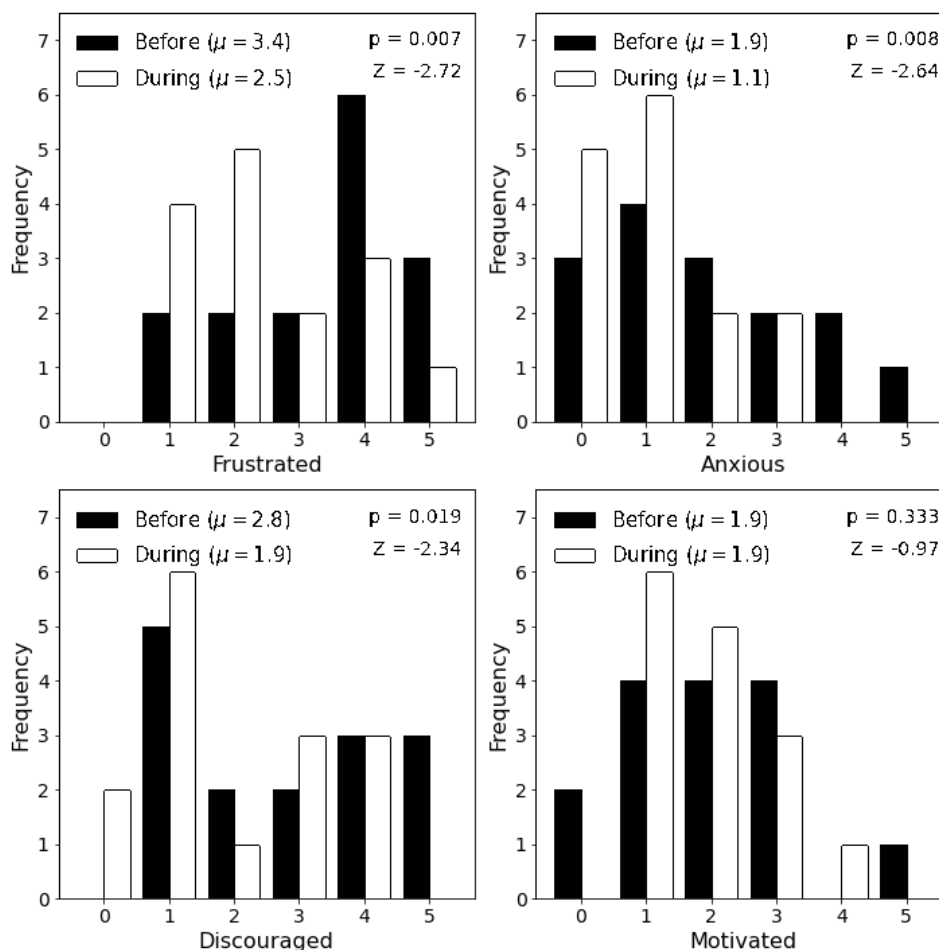 Before (μ = 3.4) p = 0.007
During (μ = 2.5) Z = -2.72
7
6
5
4
3
2
1
0
Frequency
0 1 2 3 4 5
Frustrated
Before (μ = 1.9) p = 0.008
During (μ = 1.1) Z = -2.64
7
6
5
4
3
2
1
0
Frequency
0 1 2 3 4 5
Anxious
Before (μ = 2.8) p = 0.019
During (μ = 1.9) Z = -2.34
7
6
5
4
3
2
1
0
Frequency
0 1 2 3 4 5
Discouraged
Before (μ = 1.9) p = 0.333
During (μ = 1.9) Z = -0.97
7
6
5
4
3
2
1
0
Frequency
0 1 2 3 4 5
Motivated